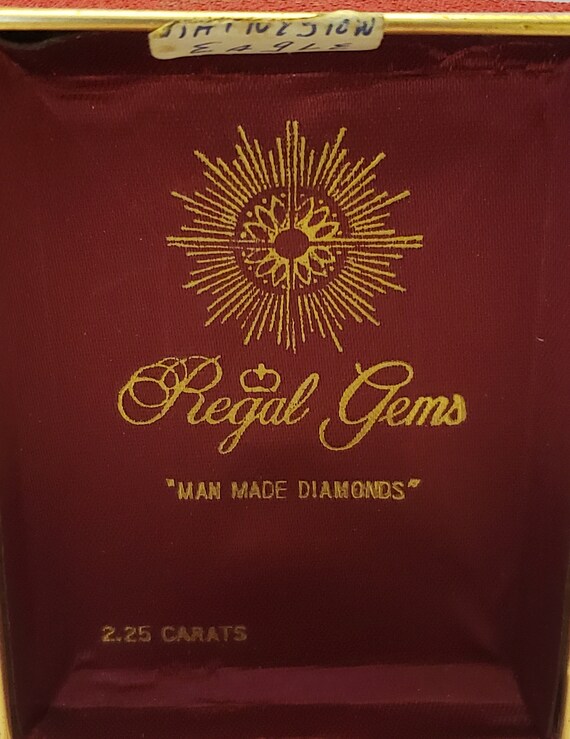 Regal Gems
"MAN MADE DIAMONDS"
2.25 CARATS